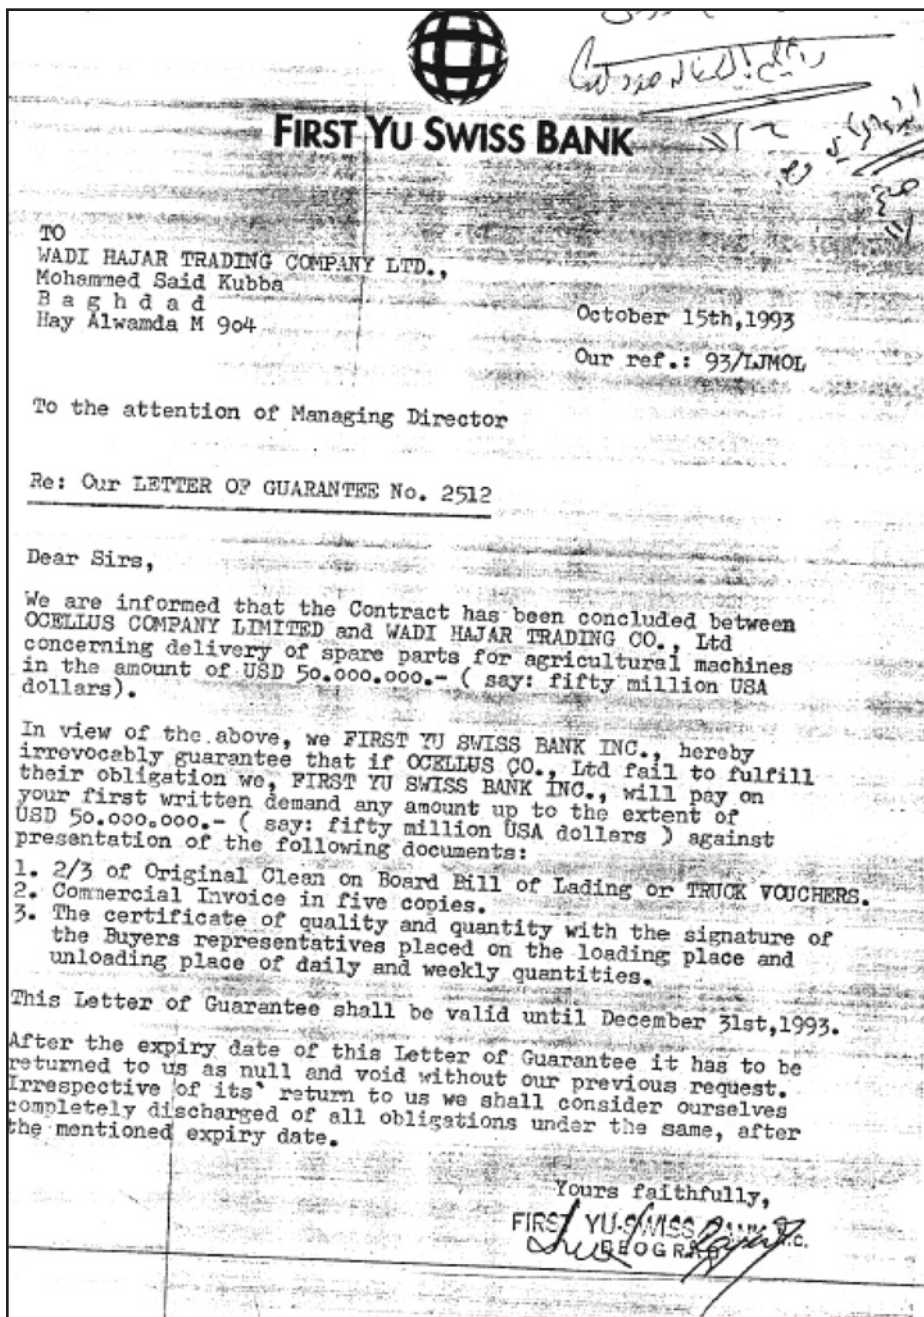 FIRST YU SWISS BANK
TO
WADI HAJAR TRADING COMPANY LTD.,
Mohammed Said Kubba
B a g h d a d
Hay Alwamda M 9o4
October 15th,1993
Our ref.: 93/LJMOL
To the attention of Managing Director
Re: Our LETTER OF GUARANTEE No. 2512
Dear Sirs,
We are informed that the Contract has been concluded between
OCELLUS COMPANY LIMITED and WADI HAJAR TRADING CO., Ltd
concerning delivery of spare parts for agricultural machines
in the amount of USD 5o.ooo.ooo.- ( say: fifty million USA
dollars).
In view of the above, we FIRST YU SWISS BANK INC., hereby
irrevocably guarantee that if OCELLUS CO., Ltd fail to fulfill
their obligation we, FIRST YU SWISS BANK INC., will pay on
your first written demand any amount up to the extent of
USD 5o.ooo.ooo.- ( say: fifty million USA dollars ) against
presentation of the following documents:
1. 2/3 of Original Clean on Board Bill of Lading or TRUCK VOUCHERS.
2. Commercial Invoice in five copies.
3. The certificate of quality and quantity with the signature of
the Buyers representatives placed on the loading place and
unloading place of daily and weekly quantities.
This Letter of Guarantee shall be valid until December 31st,1993.
After the expiry date of this Letter of Guarantee it has to be
returned to us as null and void without our previous request.
Irrespective of its` return to us we shall consider ourselves
completely discharged of all obligations under the same, after
the mentioned expiry date.
Yours faithfully,
FIRST YU-SWISS
BEOGRAD